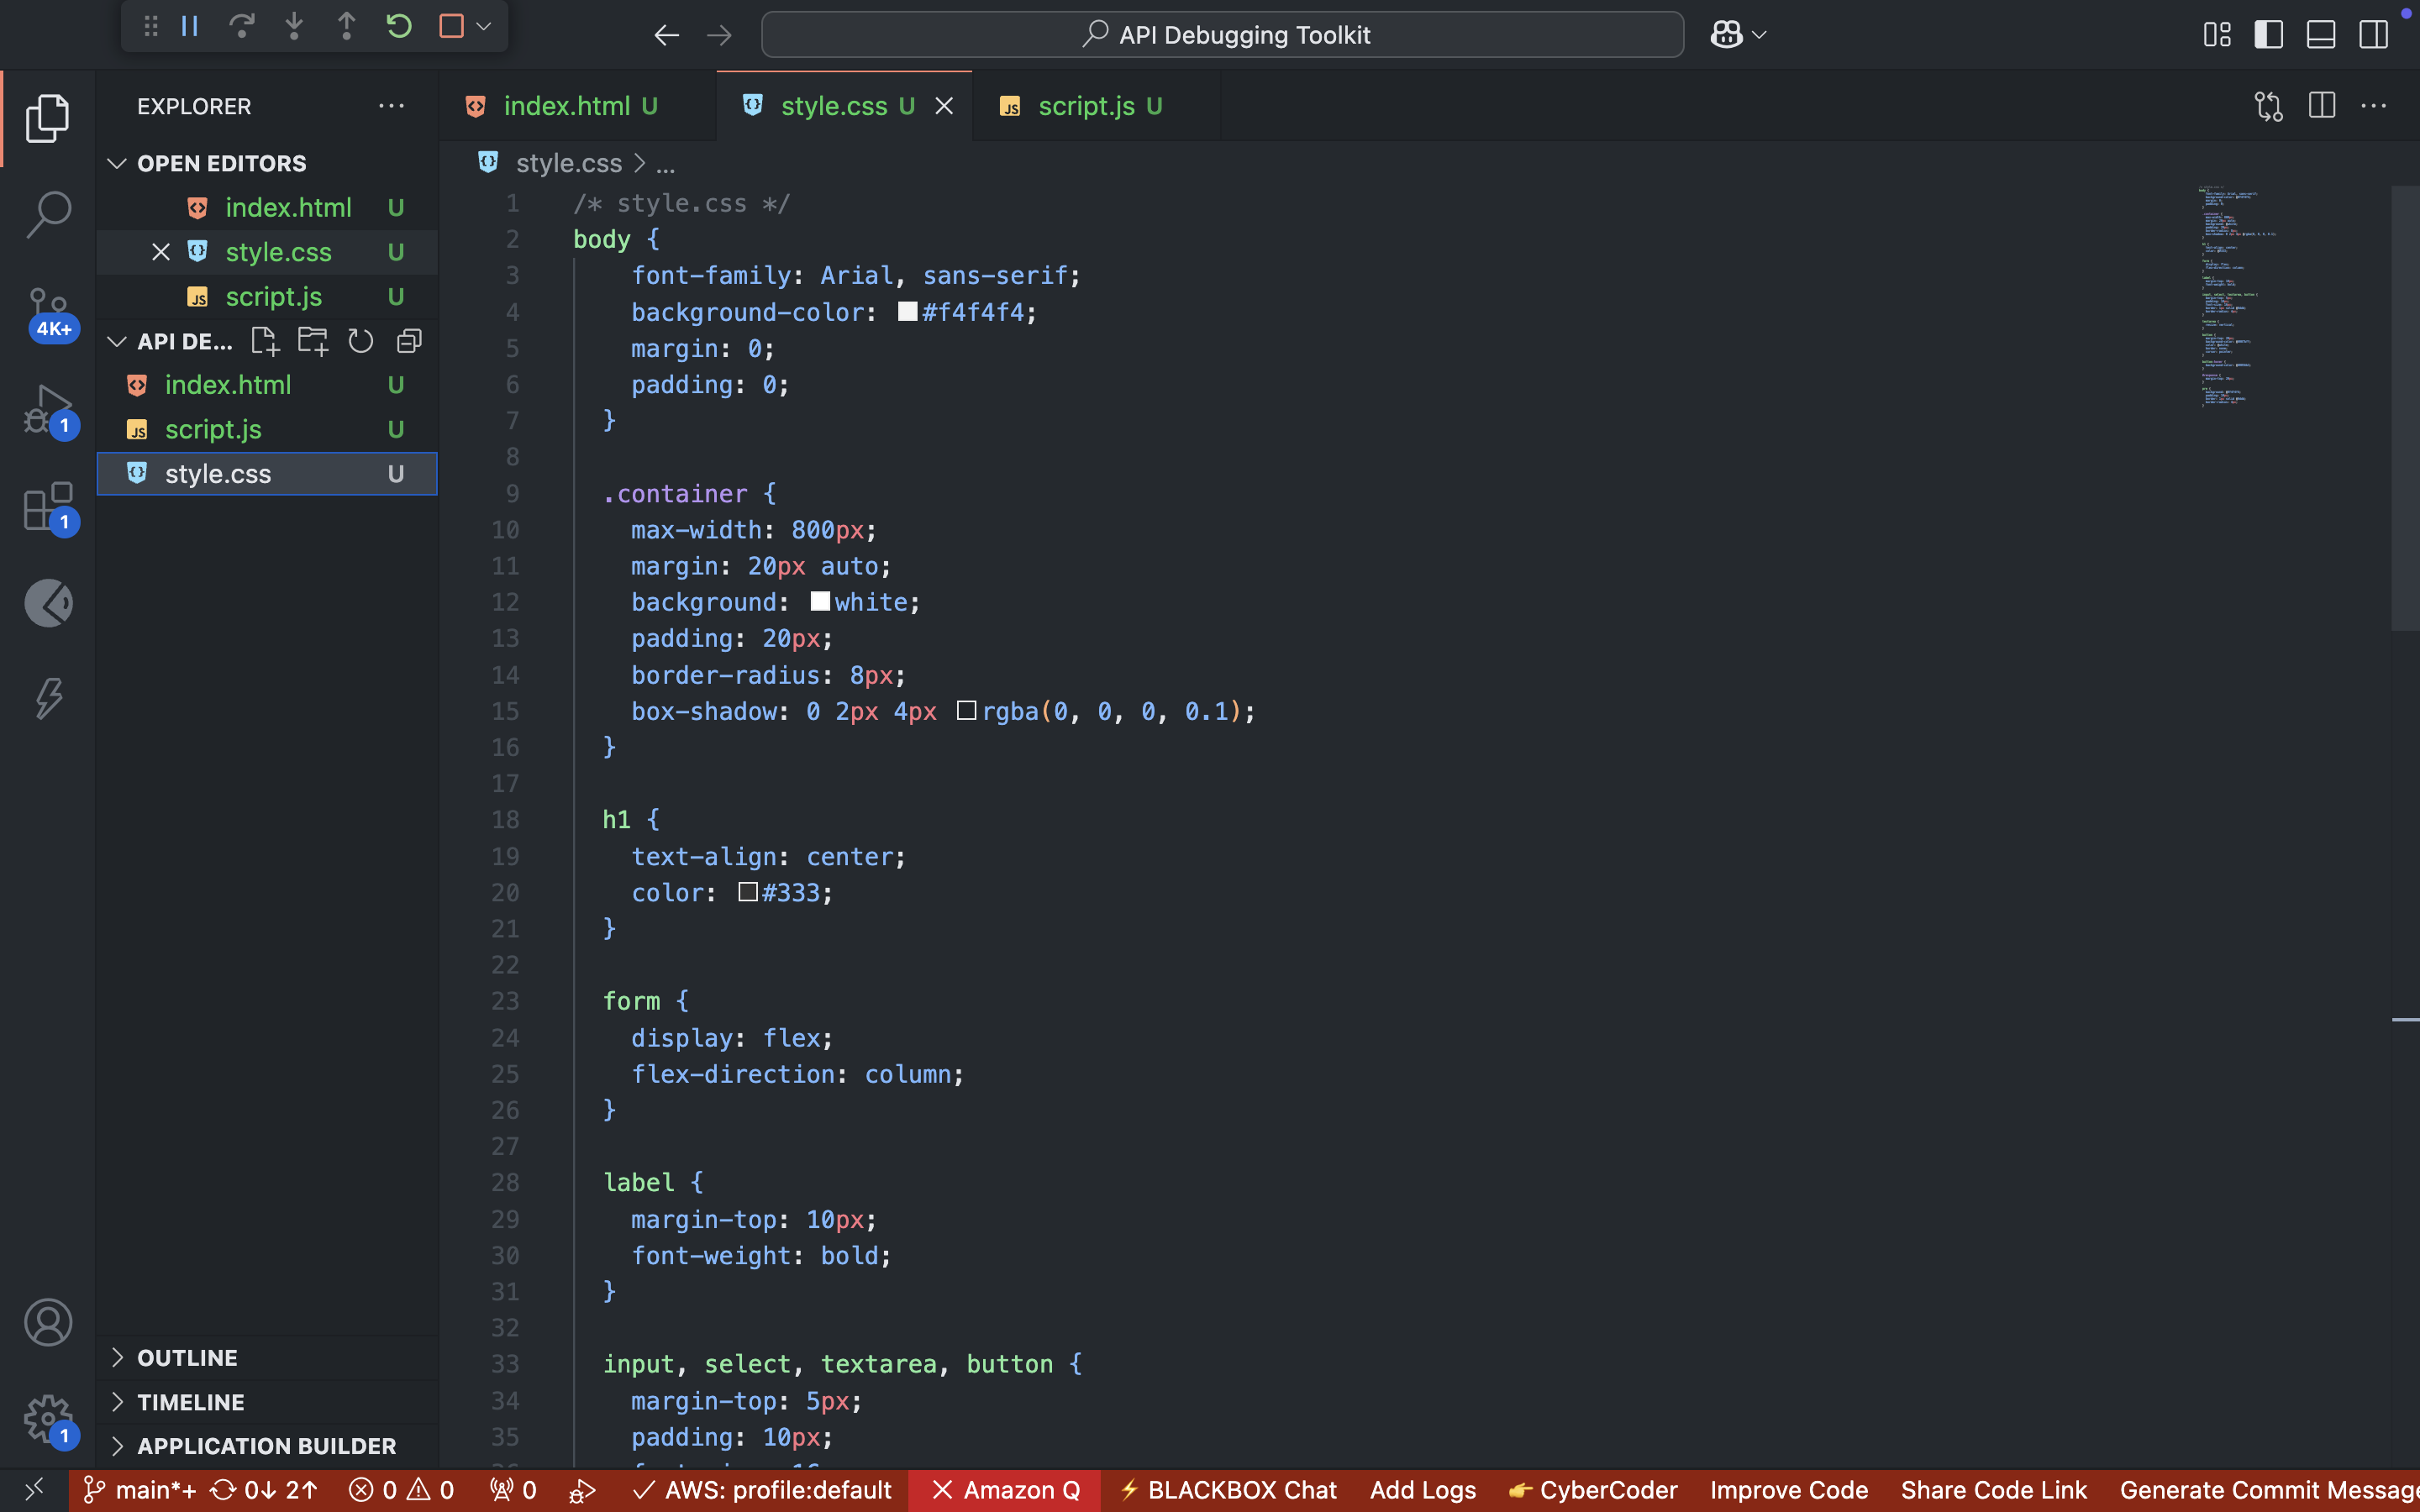 API Debugging Toolkit
EXPLORER
index.html U
style.css U
script.js U
OPEN EDITORS
index.html U
style.css U
script.js U
4K+
API DE...
index.html U
script.js U
1
style.css U
1
style.css > ...
1 /* style.css */
2 body {
3 font-family: Arial, sans-serif;
4 background-color: #f4f4f4;
5 margin: 0;
6 padding: 0;
7 }
8
9 .container {
10 max-width: 800px;
11 margin: 20px auto;
12 background: white;
13 padding: 20px;
14 border-radius: 8px;
15 box-shadow: 0 2px 4px rgba(0, 0, 0, 0.1);
16 }
17
18 h1 {
19 text-align: center;
20 color: #333;
21 }
22
23 form {
24 display: flex;
25 flex-direction: column;
26 }
27
28 label {
29 margin-top: 10px;
30 font-weight: bold;
31 }
32
33 input, select, textarea, button {
34 margin-top: 5px;
35 padding: 10px;
OUTLINE
TIMELINE
1
APPLICATION BUILDER
main*+ 0↓ 2↑ 0 0 0 AWS: profile:default Amazon Q BLACKBOX Chat Add Logs CyberCoder Improve Code Share Code Link Generate Commit Message